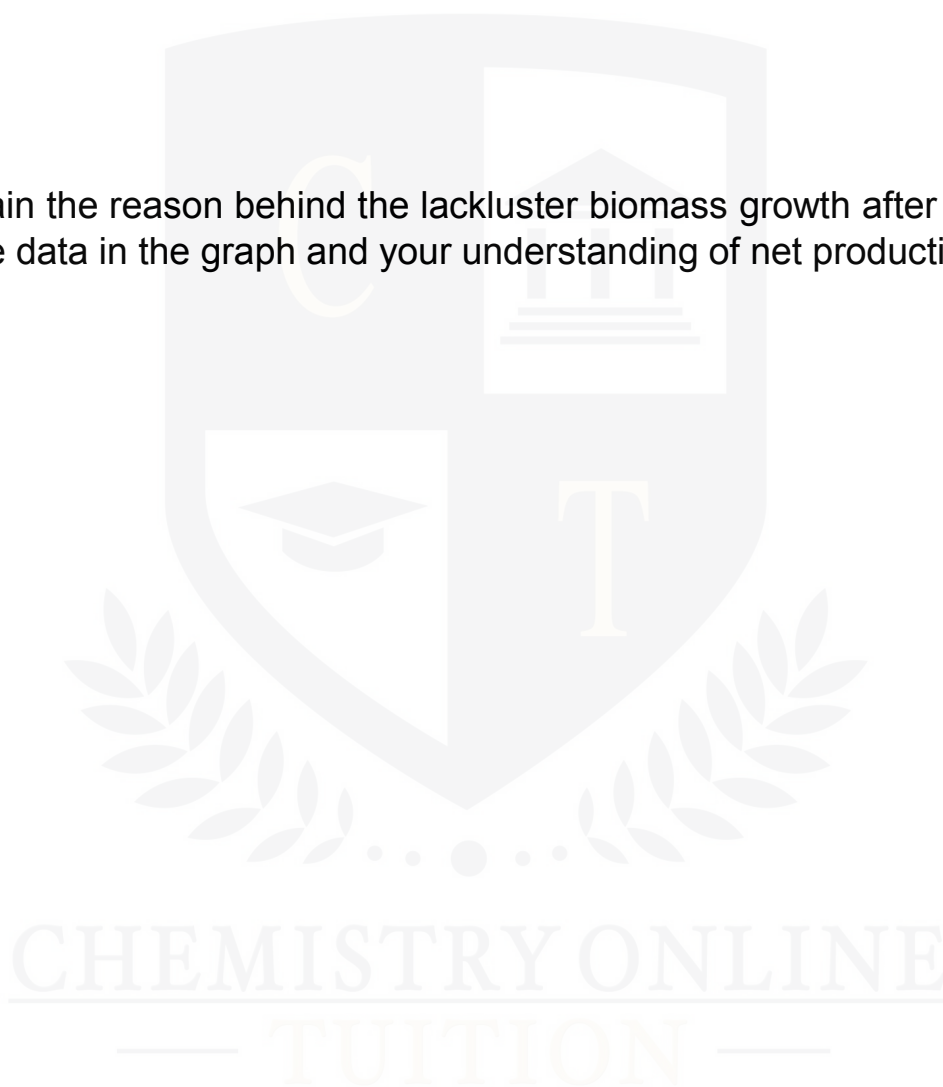 ain the reason behind the lackluster biomass growth after
e data in the graph and your understanding of net producti
C
T
CHEMISTRY ONLINE
— TUITION —